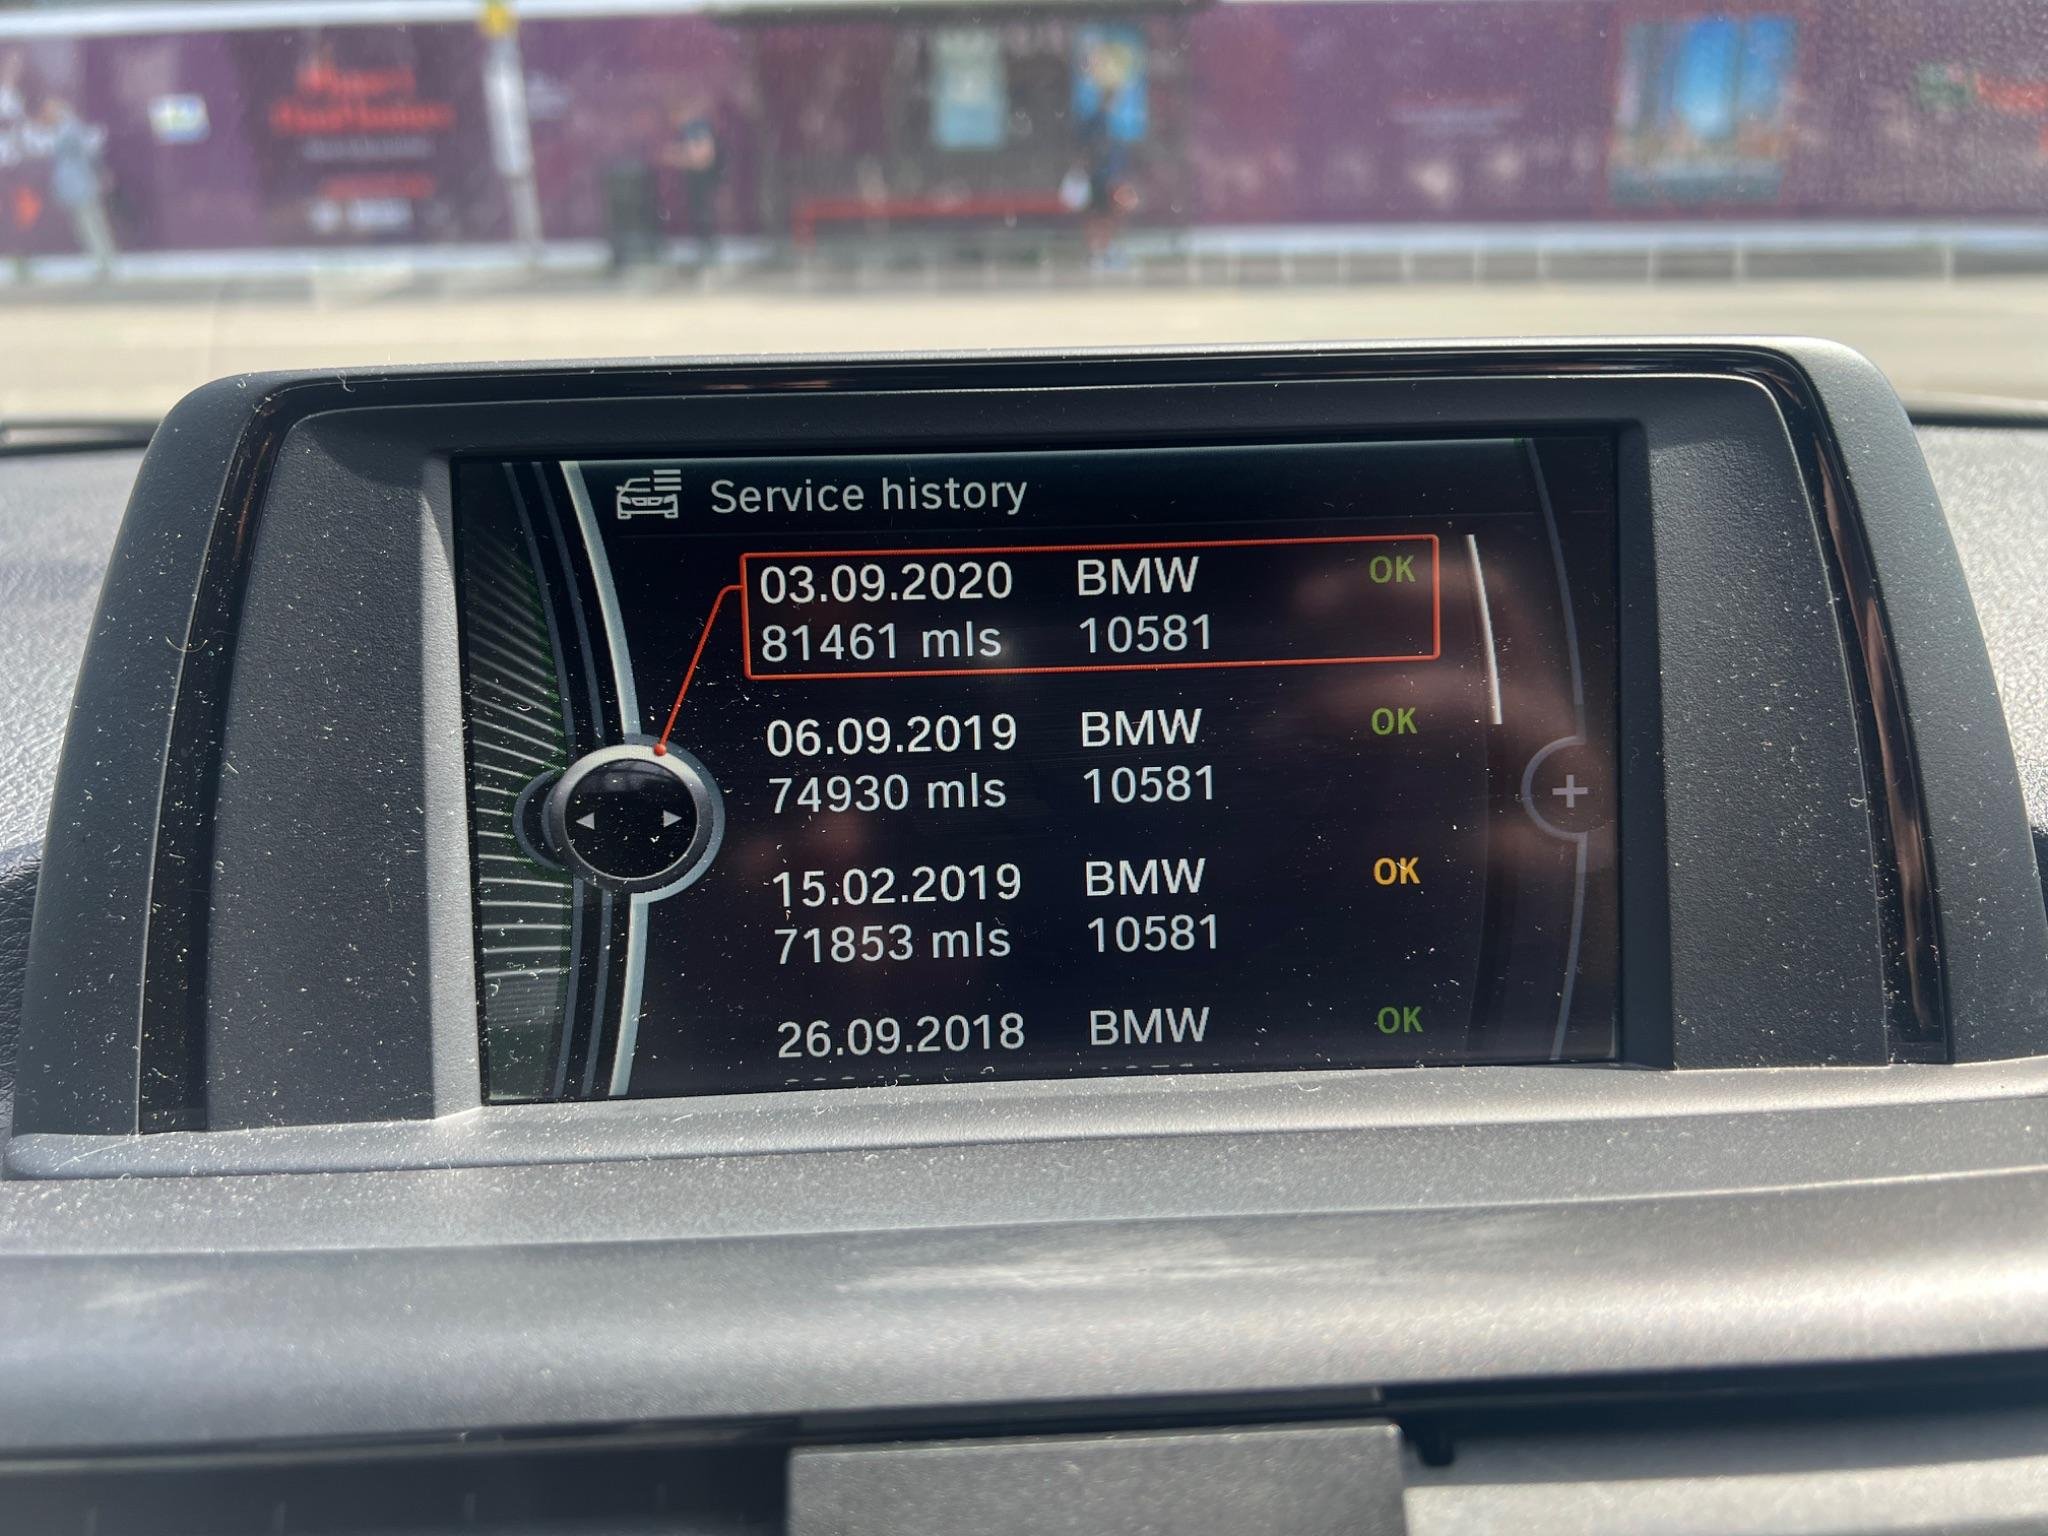 Service history
03.09.2020 BMW OK
81461 mls 10581
06.09.2019 BMW OK
74930 mls 10581
15.02.2019 BMW OK
71853 mls 10581
26.09.2018 BMW OK